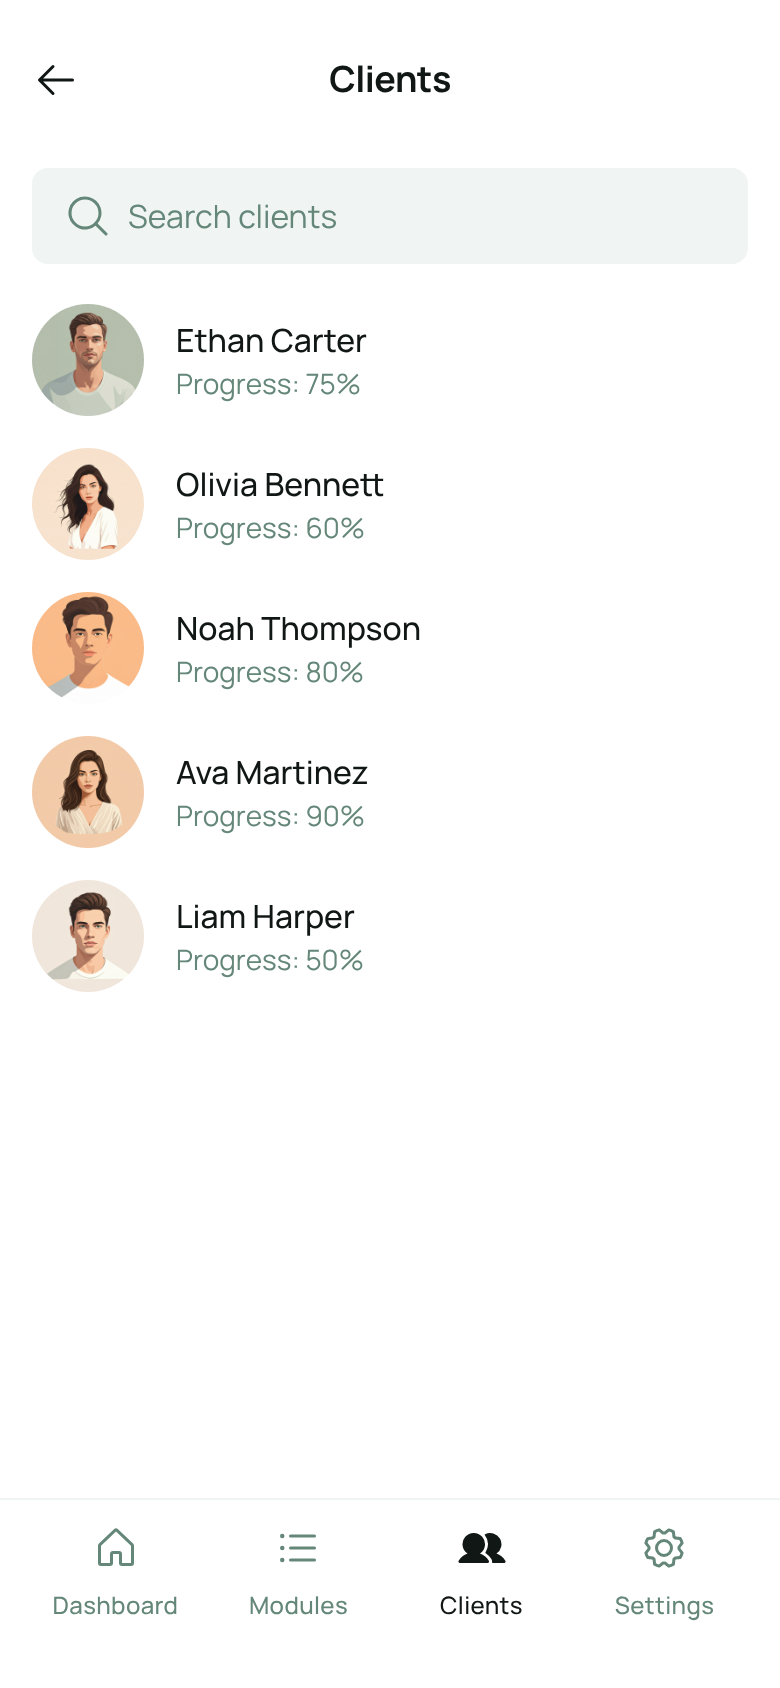 Clients
Search clients
Ethan Carter
Progress: 75%
Olivia Bennett
Progress: 60%
Noah Thompson
Progress: 80%
Ava Martinez
Progress: 90%
Liam Harper
Progress: 50%
Dashboard
Modules
Clients
Settings